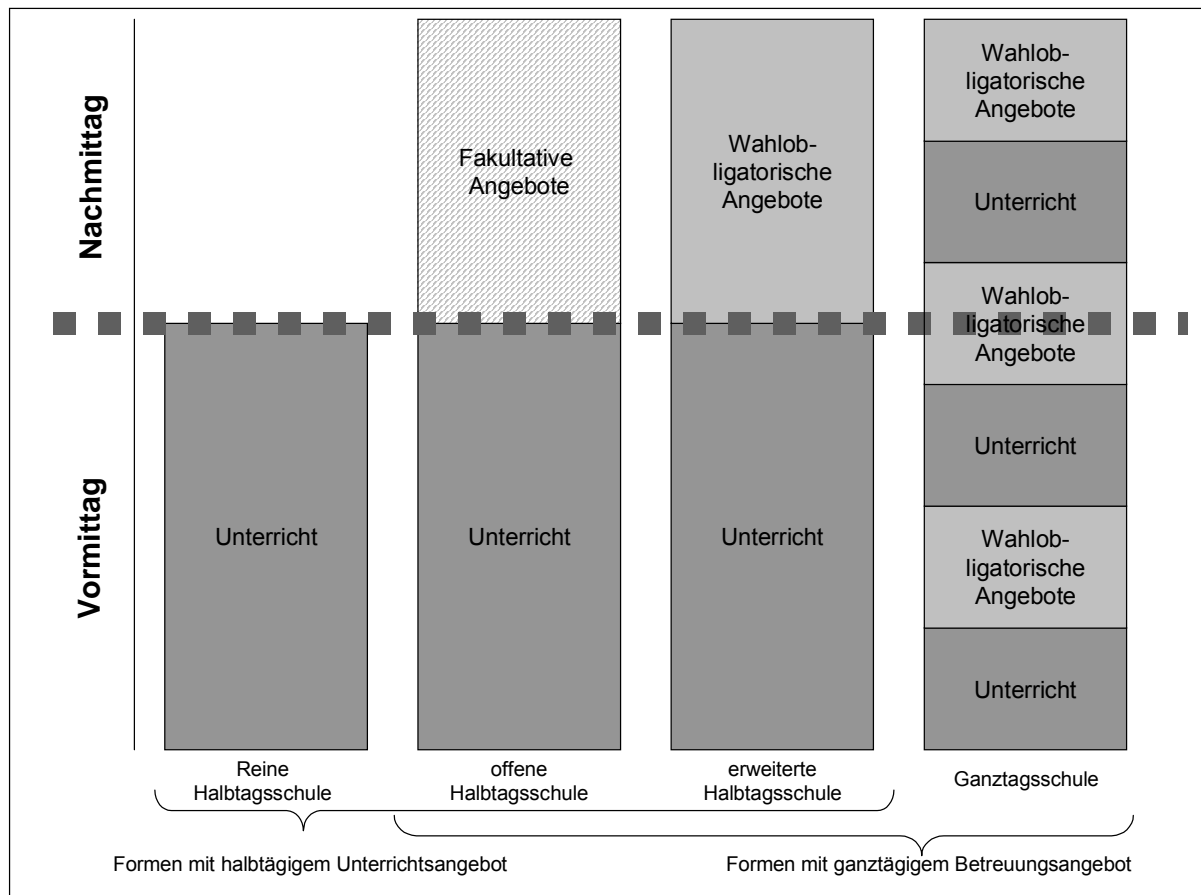 Nachmittag
Vormittag
Unterricht
Reine
Halbtagsschule
Fakultative
Angebote
Unterricht
offene
Halbtagsschule
Wahlob-
ligatorische
Angebote
Unterricht
erweiterte
Halbtagsschule
Wahlob-
ligatorische
Angebote
Unterricht
Wahlob-
ligatorische
Angebote
Unterricht
Wahlob-
ligatorische
Angebote
Unterricht
Ganztagsschule
Formen mit halbtägigem Unterrichtsangebot
Formen mit ganztägigem Betreuungsangebot